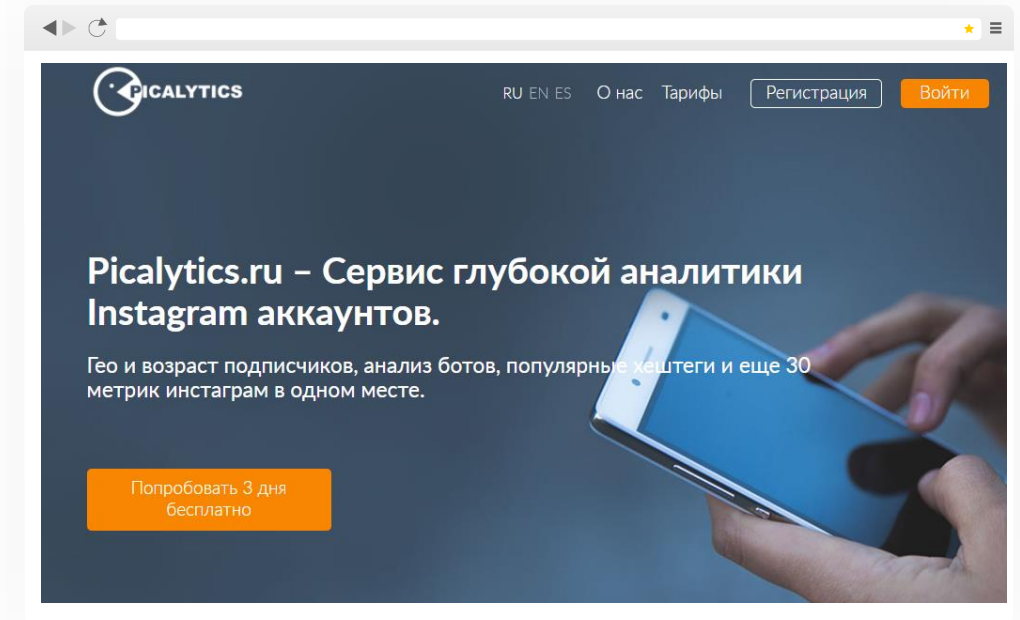 PICALYTICS
RU EN ES О нас Тарифы Регистрация Войти
Picalytics.ru – Сервис глубокой аналитики
Instagram аккаунтов.
Гео и возраст подписчиков, анализ ботов, популярные хештеги и еще 30
метрик инстаграм в одном месте.
Попробовать 3 дня
бесплатно